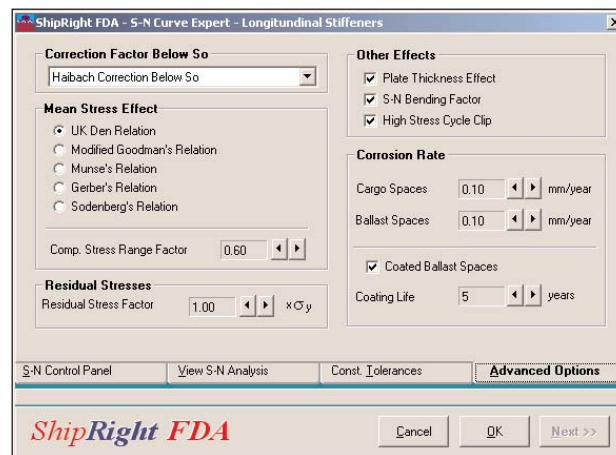 ShipRight FDA - S-N Curve Expert - Longitundinal Stiffeners
Correction Factor Below So
Haibach Correction Below So
Mean Stress Effect
UK Den Relation
Modified Goodman's Relation
Munse's Relation
Gerber's Relation
Sodenberg's Relation
Comp. Stress Range Factor 0.60
Residual Stresses
Residual Stress Factor 1.00 xσy
Other Effects
Plate Thickness Effect
S-N Bending Factor
High Stress Cycle Clip
Corrosion Rate
Cargo Spaces 0.10 mm/year
Ballast Spaces 0.10 mm/year
Coated Ballast Spaces
Coating Life 5 years
S-N Control Panel View S-N Analysis Const. Tolerances Advanced Options
ShipRight FDA Cancel OK Next >>